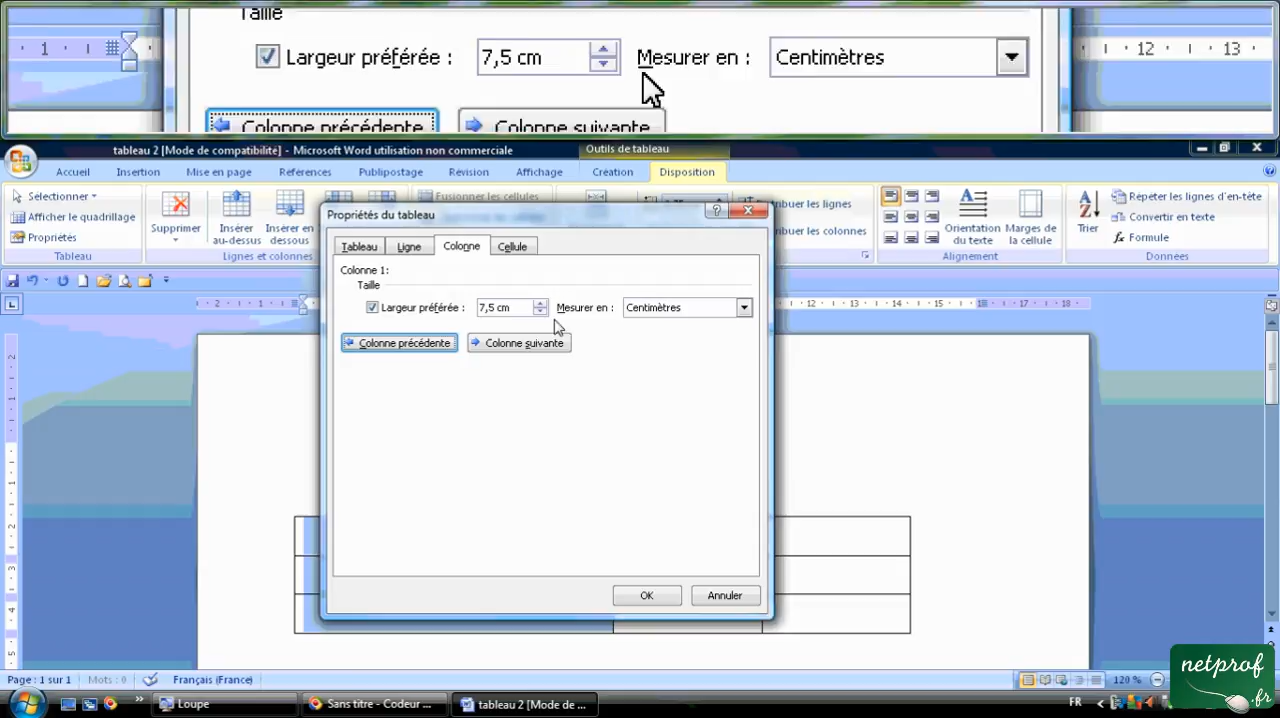 Taille
Largeur préférée : 7,5 cm Mesurer en : Centimètres
1 12 13
Colonne précédente Colonne suivante
tableau 2 [Mode de compatibilité] - Microsoft Word utilisation non commerciale Outils de tableau
Accueil Insertion Mise en page Références Publipostage Révision Affichage Création Disposition
Sélectionner
Afficher le quadrillage
Propriétés
Tableau
Supprimer
Insérer au-dessus
Insérer en dessous
Lignes et colonnes
Fusionner les cellules
Distribuer les lignes
Distribuer les colonnes
Orientation du texte
Marges de la cellule
Alignement
Trier
Répéter les lignes d'en-tête
Convertir en texte
Formule
Données
Propriétés du tableau
Tableau Ligne Colonne Cellule
Colonne 1:
Taille
Largeur préférée : 7,5 cm Mesurer en : Centimètres
Colonne précédente Colonne suivante
OK Annuler
Page : 1 sur 1 Mots : 0 Français (France) 120 %
Loupe Sans titre - Codeur ... tableau 2 [Mode de ... FR
netprof
.fr